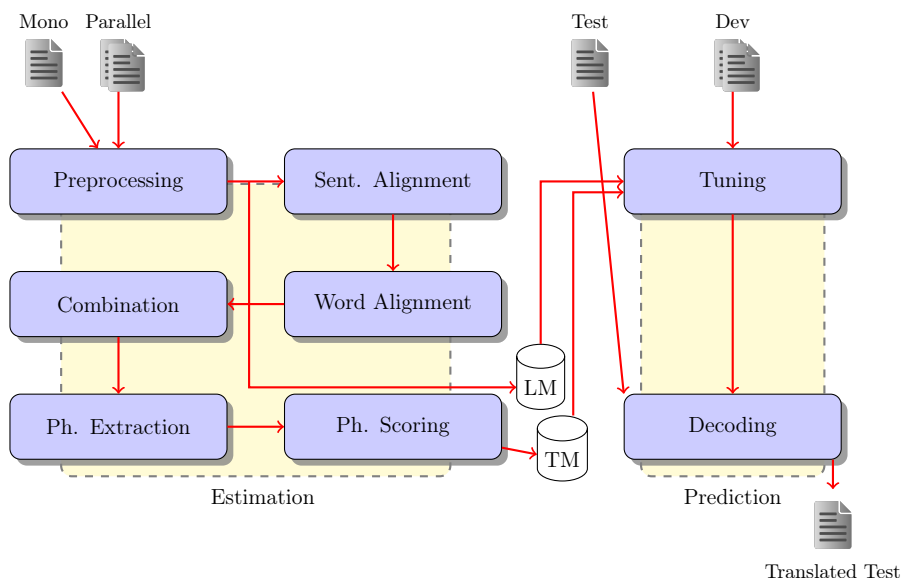 Mono
Parallel
Test
Dev
Preprocessing
Sent. Alignment
Tuning
Combination
Word Alignment
LM
Ph. Extraction
Ph. Scoring
TM
Decoding
Estimation
Prediction
Translated Test